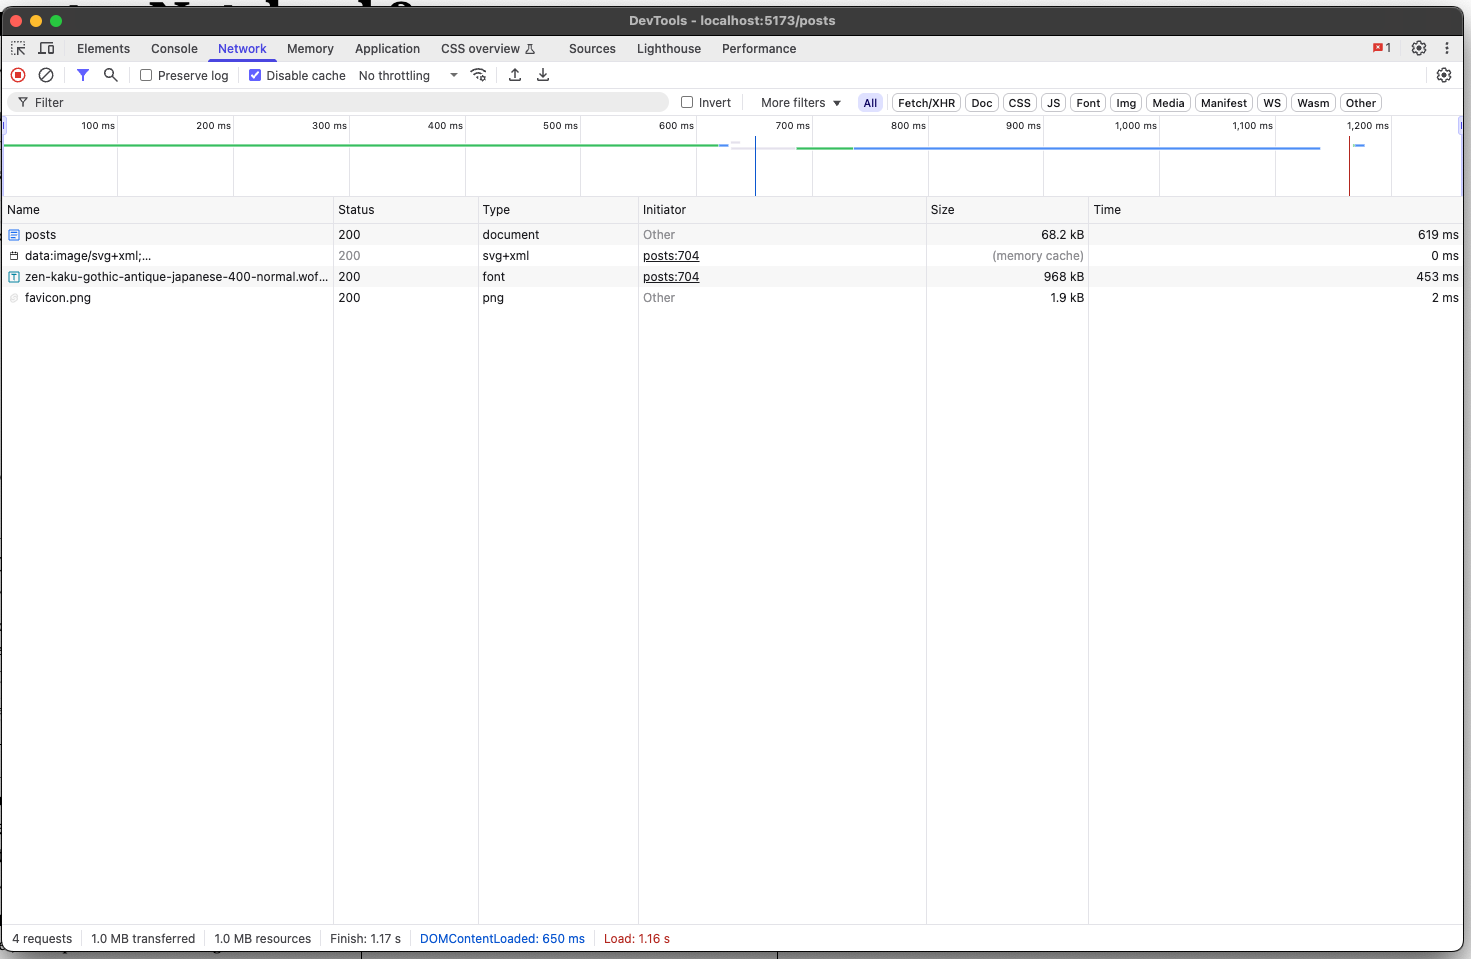 DevTools - localhost:5173/posts
Elements Console Network Memory Application CSS overview Sources Lighthouse Performance 1
Preserve log Disable cache No throttling
Filter Invert More filters All Fetch/XHR Doc CSS JS Font Img Media Manifest WS Wasm Other
100 ms 200 ms 300 ms 400 ms 500 ms 600 ms 700 ms 800 ms 900 ms 1,000 ms 1,100 ms 1,200 ms
Name Status Type Initiator Size Time
posts 200 document Other 68.2 kB 619 ms
data:image/svg+xml;... 200 svg+xml posts:704 (memory cache) 0 ms
zen-kaku-gothic-antique-japanese-400-normal.wof... 200 font posts:704 968 kB 453 ms
favicon.png 200 png Other 1.9 kB 2 ms
4 requests 1.0 MB transferred 1.0 MB resources Finish: 1.17 s DOMContentLoaded: 650 ms Load: 1.16 s